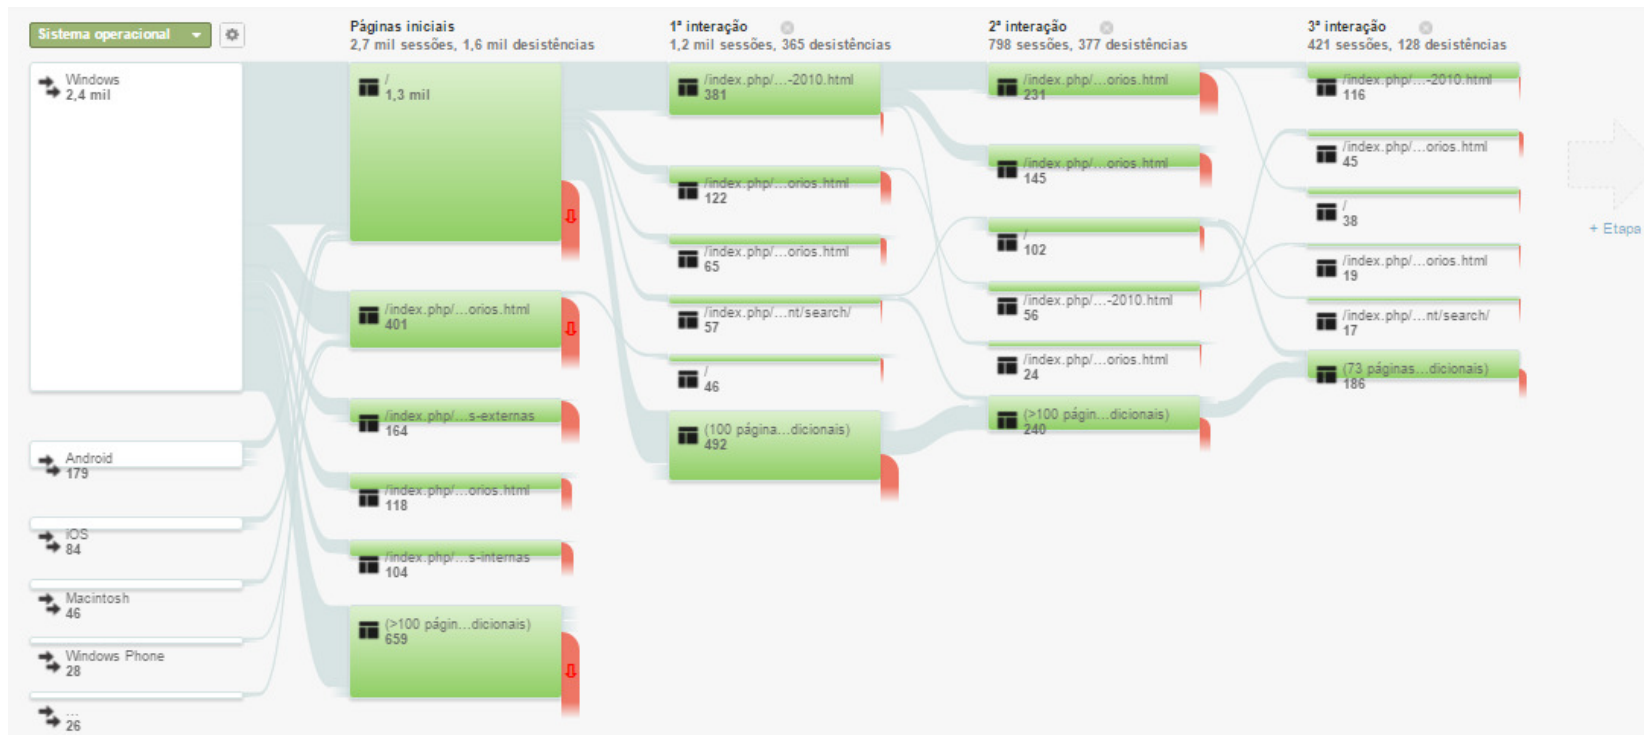 Sistema operacional
Windows
2,4 mil
Android
179
iOS
84
Macintosh
46
Windows Phone
28
...
26
Páginas iniciais
2,7 mil sessões, 1,6 mil desistências
/
1,3 mil
/index.php/...orios.html
401
/index.php/...s-externas
164
/index.php/...orios.html
118
/index.php/...s-internas
104
(>100 págin...dicionais)
659
1ª interação
1,2 mil sessões, 365 desistências
/index.php/...-2010.html
381
/index.php/...orios.html
122
/index.php/...orios.html
65
/index.php/...nt/search/
57
/
46
(100 página...dicionais)
492
2ª interação
798 sessões, 377 desistências
/index.php/...orios.html
231
/index.php/...orios.html
145
/
102
/index.php/...-2010.html
56
/index.php/...orios.html
24
(>100 págin...dicionais)
240
3ª interação
421 sessões, 128 desistências
/index.php/...-2010.html
116
/index.php/...orios.html
45
/
38
/index.php/...orios.html
19
/index.php/...nt/search/
17
(73 páginas...dicionais)
186
+ Etapa